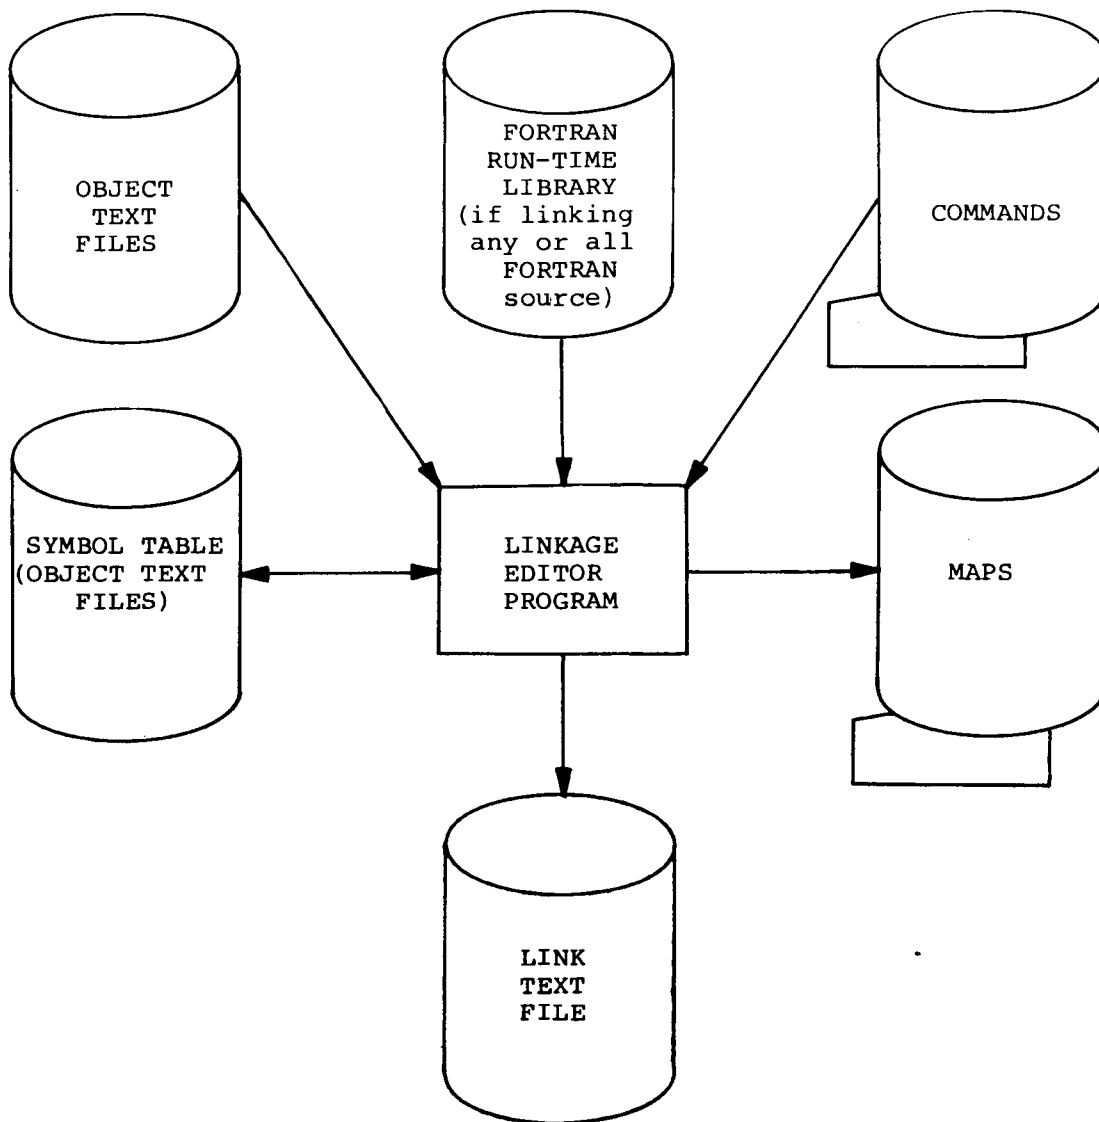 OBJECT
TEXT
FILES
FORTRAN
RUN-TIME
LIBRARY
(if linking
any or all
FORTRAN
source)
COMMANDS
SYMBOL TABLE
(OBJECT TEXT
FILES)
LINKAGE
EDITOR
PROGRAM
MAPS
LINK
TEXT
FILE